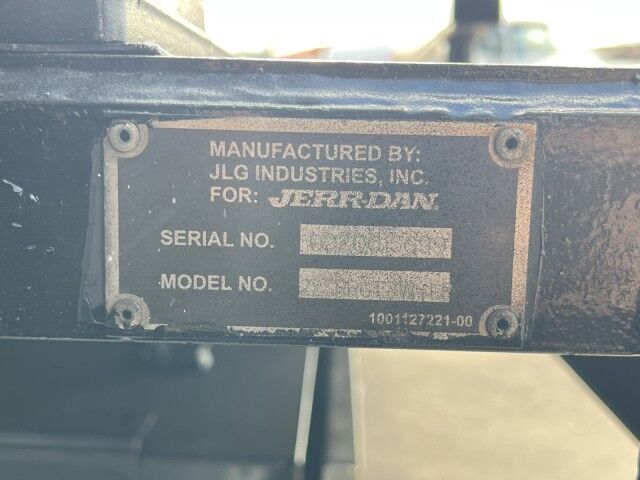 MANUFACTURED BY:
JLG INDUSTRIES, INC.
FOR: JERR-DAN.
SERIAL NO.
MODEL NO.
1001127221-00